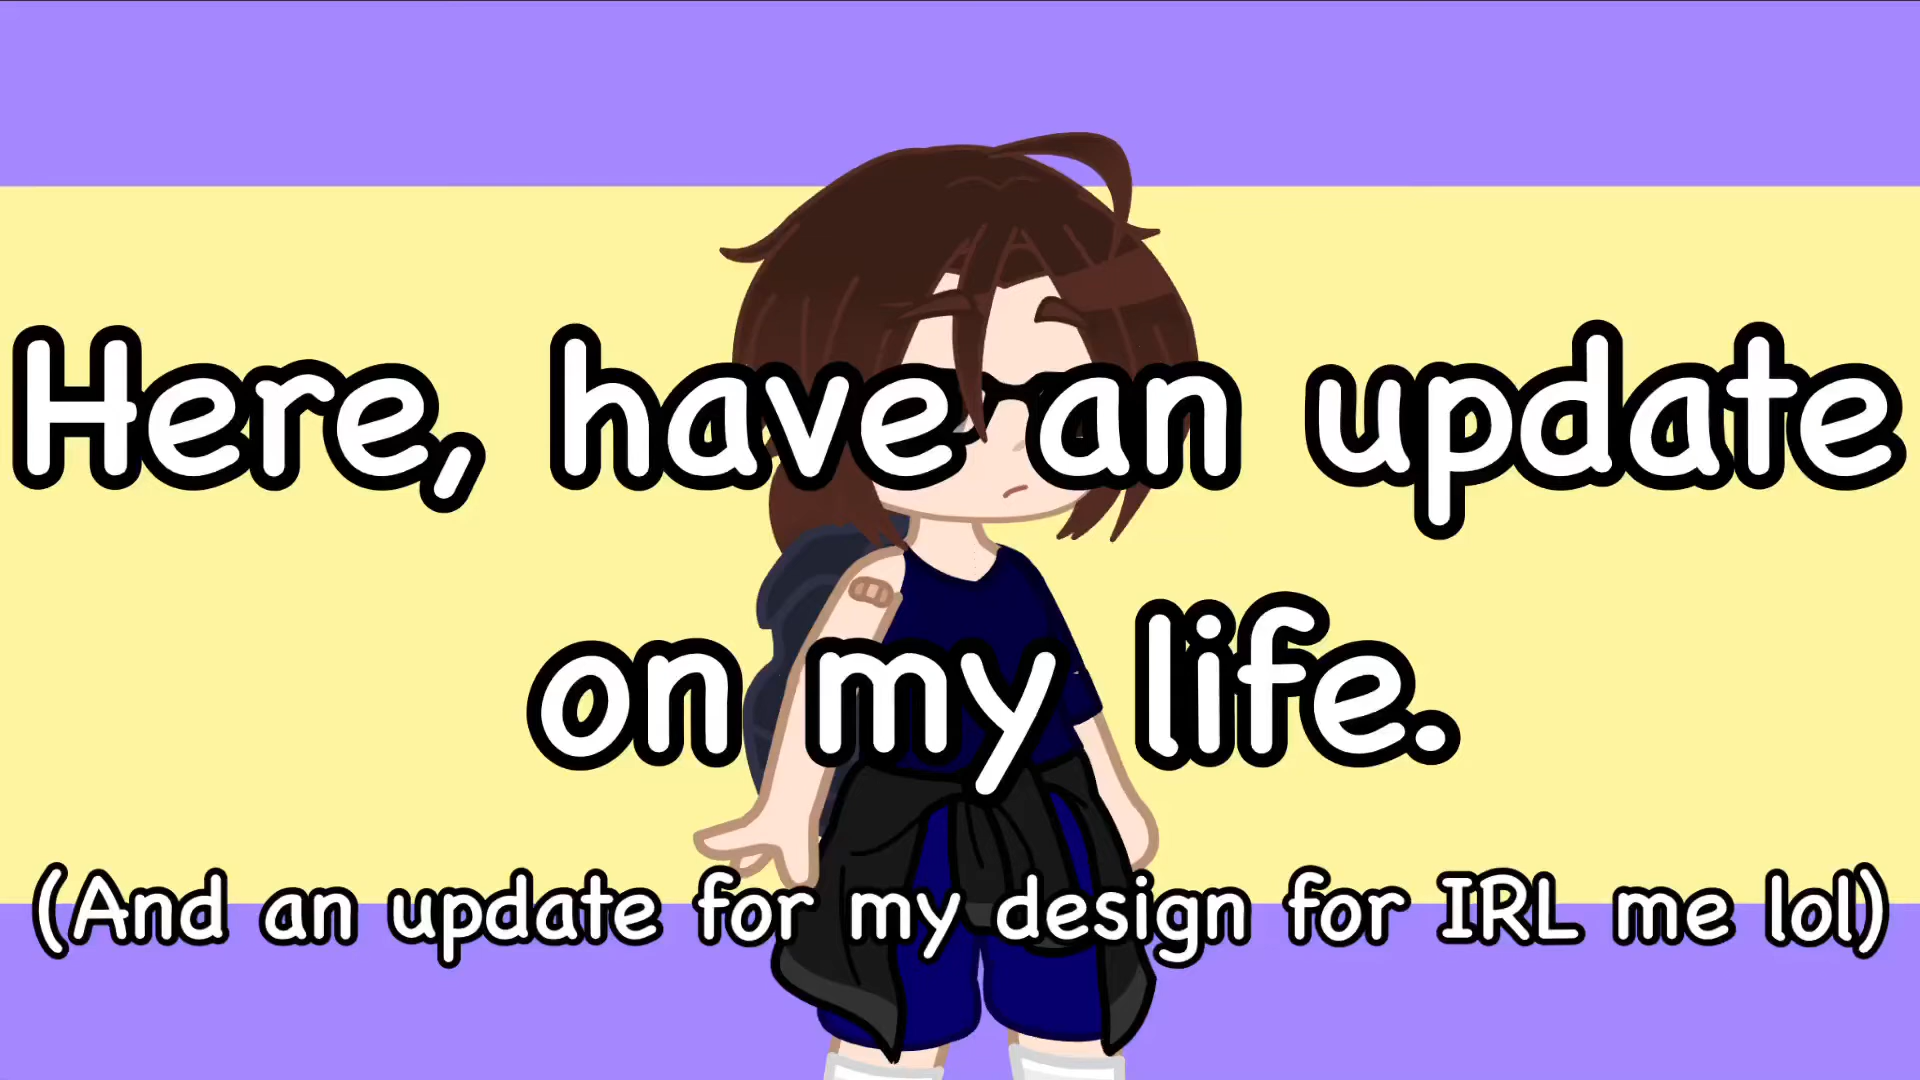 Here, have an update
on my life.
(And an update for my design for IRL me lol)